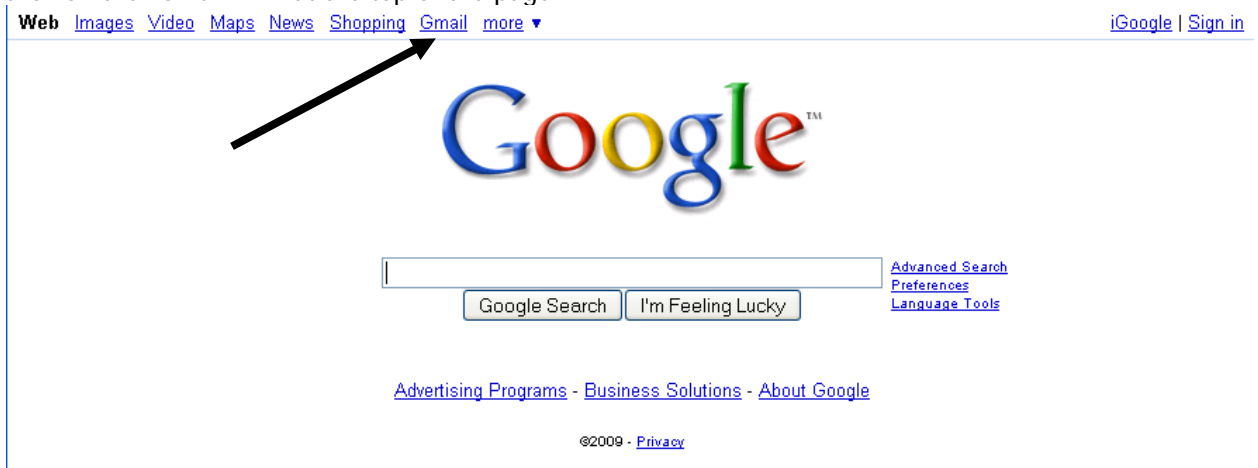 Web Images Video Maps News Shopping Gmail more ▼ iGoogle | Sign in
Google™
Advanced Search
Preferences
Language Tools
Google Search I'm Feeling Lucky
Advertising Programs - Business Solutions - About Google
©2009 - Privacy